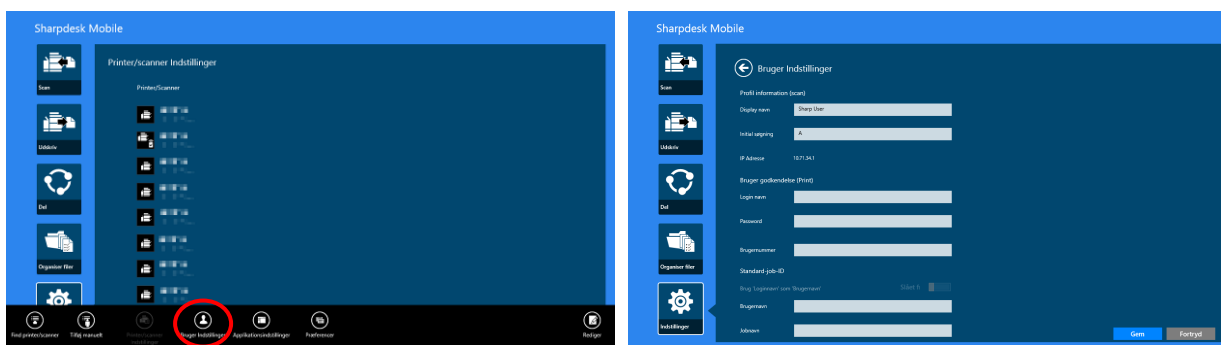 Sharpdesk Mobile
Scan
Udskriv
Del
Organiser filer
Printer/scanner Indstillinger
Printer/Scanner
Find printer/scanner
Tilføj manuelt
Printer/scanner indstillinger
Bruger Indstillinger
Applikationsindstillinger
Præferencer
Rediger
Sharpdesk Mobile
Scan
Udskriv
Del
Organiser filer
Indstillinger
Bruger Indstillinger
Profil information (scan)
Display navn
Sharp User
Initial søgning
A
IP Adresse
10.71.34.1
Bruger godkendelse (Print)
Login navn
Password
Brugernummer
Standard-job-ID
Brug 'Loginnavn' som 'Brugernavn'
Slået fr
Brugernavn
Jobnavn
Gem
Fortryd